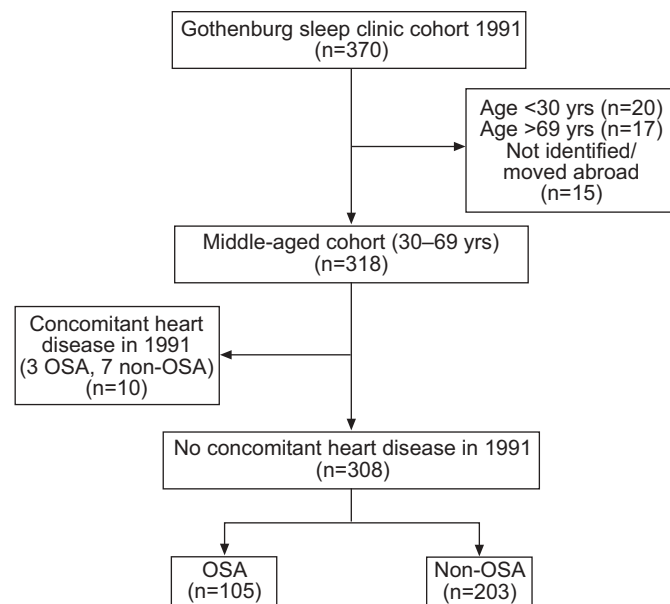 Gothenburg sleep clinic cohort 1991
(n=370)
Age <30 yrs (n=20)
Age >69 yrs (n=17)
Not identified/
moved abroad
(n=15)
Middle-aged cohort (30–69 yrs)
(n=318)
Concomitant heart
disease in 1991
(3 OSA, 7 non-OSA)
(n=10)
No concomitant heart disease in 1991
(n=308)
OSA
(n=105)
Non-OSA
(n=203)